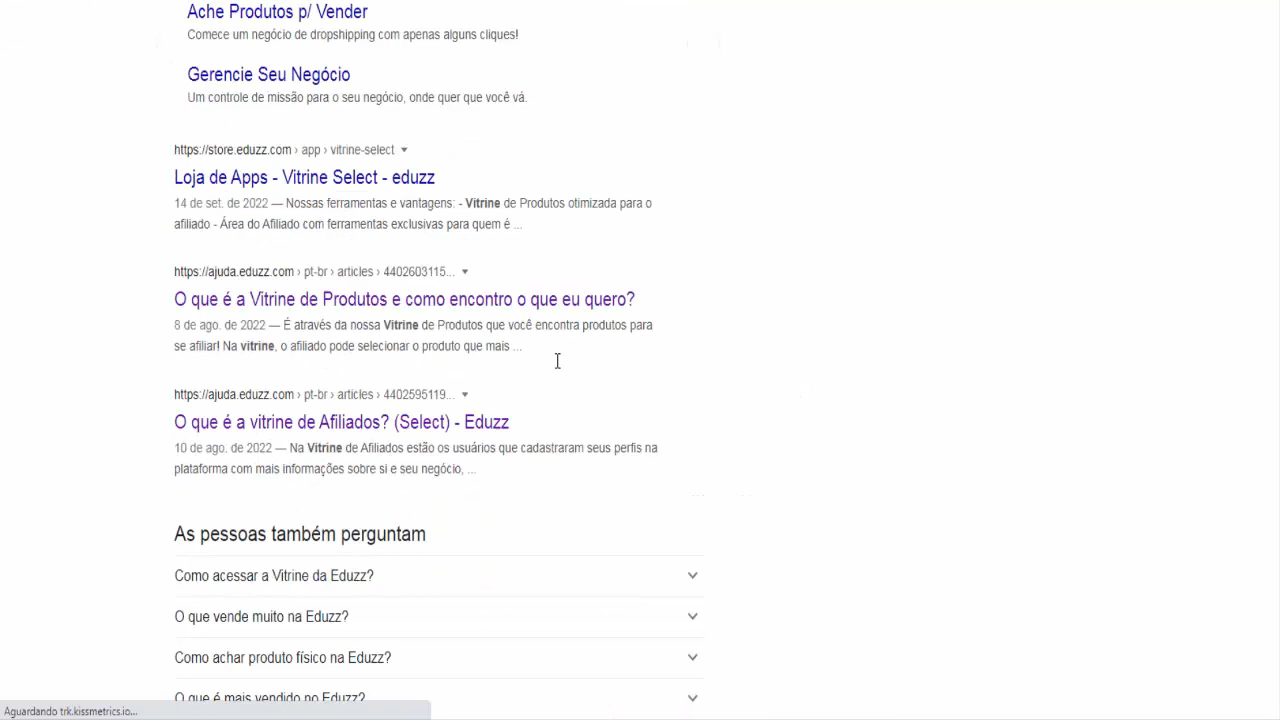 Ache Produtos p/ Vender
Comece um negócio de dropshipping com apenas alguns cliques!
Gerencie Seu Negócio
Um controle de missão para o seu negócio, onde quer que você vá.
https://store.eduzz.com › app › vitrine-select
Loja de Apps - Vitrine Select - eduzz
14 de set. de 2022 — Nossas ferramentas e vantagens: - Vitrine de Produtos otimizada para o
afiliado - Área do Afiliado com ferramentas exclusivas para quem é ...
https://ajuda.eduzz.com › pt-br › articles › 4402603115...
O que é a Vitrine de Produtos e como encontro o que eu quero?
8 de ago. de 2022 — É através da nossa Vitrine de Produtos que você encontra produtos para
se afiliar! Na vitrine, o afiliado pode selecionar o produto que mais ...
https://ajuda.eduzz.com › pt-br › articles › 4402595119...
O que é a vitrine de Afiliados? (Select) - Eduzz
10 de ago. de 2022 — Na Vitrine de Afiliados estão os usuários que cadastraram seus perfis na
plataforma com mais informações sobre si e seu negócio, ...
As pessoas também perguntam
Como acessar a Vitrine da Eduzz?
O que vende muito na Eduzz?
Como achar produto físico na Eduzz?
O que é mais vendido no Eduzz?
Aguardando trk.kissmetrics.io...